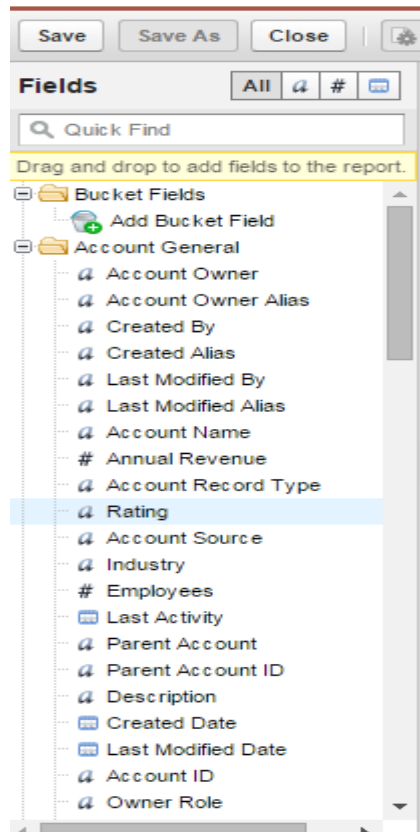 Save Save As Close
Fields All a #
Quick Find
Drag and drop to add fields to the report.
Bucket Fields
Add Bucket Field
Account General
a Account Owner
a Account Owner Alias
a Created By
a Created Alias
a Last Modified By
a Last Modified Alias
a Account Name
# Annual Revenue
a Account Record Type
a Rating
a Account Source
a Industry
# Employees
Last Activity
a Parent Account
a Parent Account ID
a Description
Created Date
Last Modified Date
a Account ID
a Owner Role